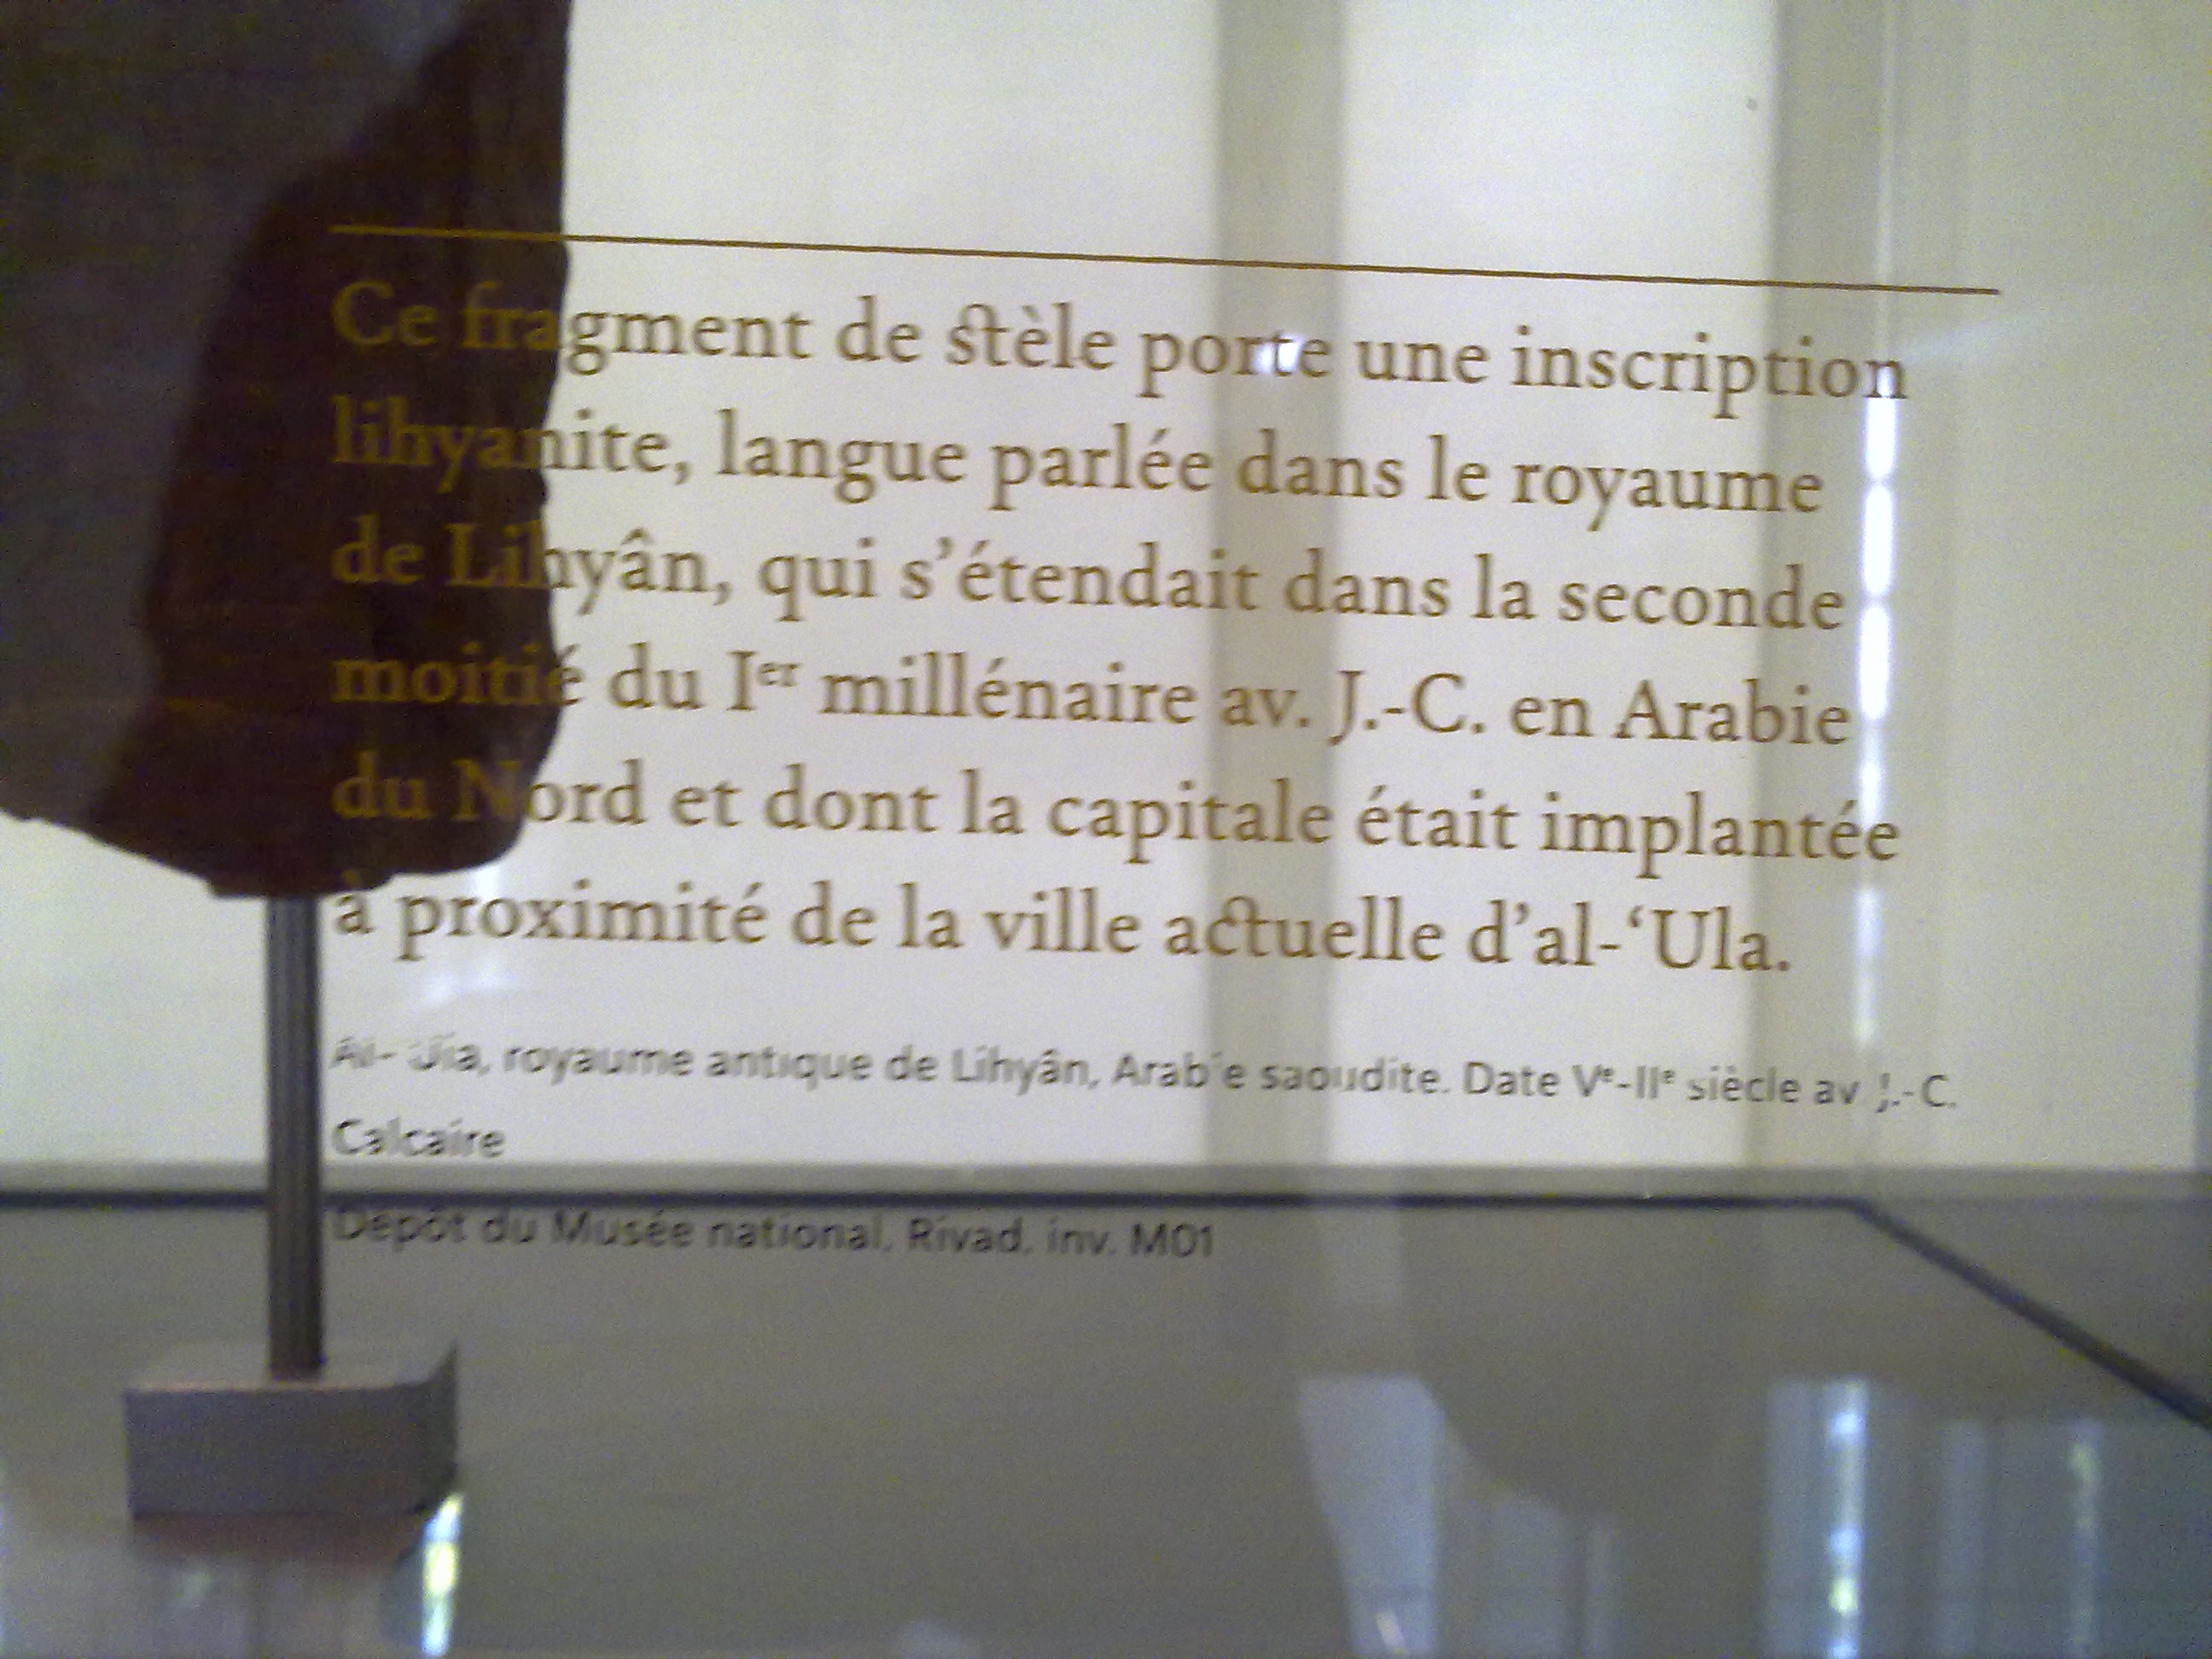 Ce fragment de stèle porte une inscription
lihyanite, langue parlée dans le royaume
de Lihyân, qui s’étendait dans la seconde
moitié du Ier millénaire av. J.-C. en Arabie
du Nord et dont la capitale était implantée
à proximité de la ville actuelle d’al-‘Ula.
Al-‘Ula, royaume antique de Lihyân, Arabie saoudite. Date Ve-IIe siècle av J.-C.
Calcaire
Dépôt du Musée national, Riyad, inv. M01